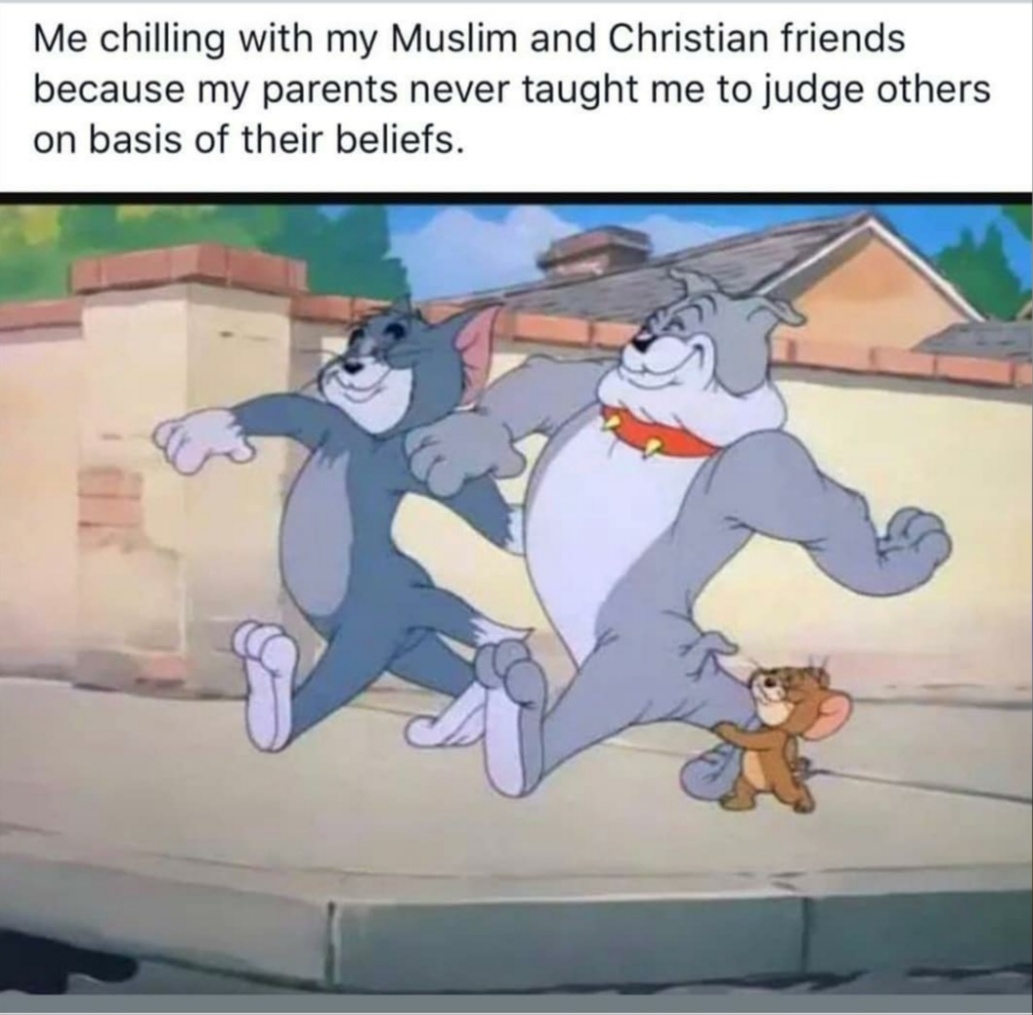 Me chilling with my Muslim and Christian friends
because my parents never taught me to judge others
on basis of their beliefs.